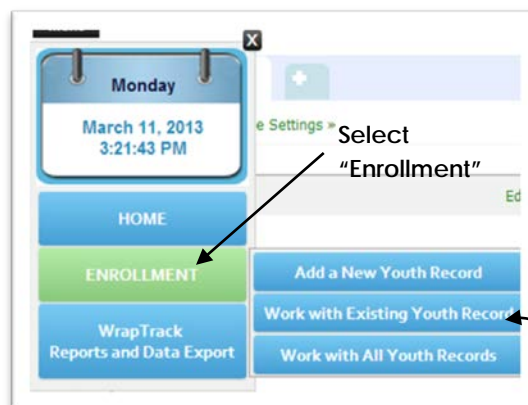 X
Monday
March 11, 2013
3:21:43 PM
e Settings »
Select
"Enrollment"
Ed
HOME
ENROLLMENT
Add a New Youth Record
WrapTrack
Reports and Data Export
Work with Existing Youth Record
Work with All Youth Records